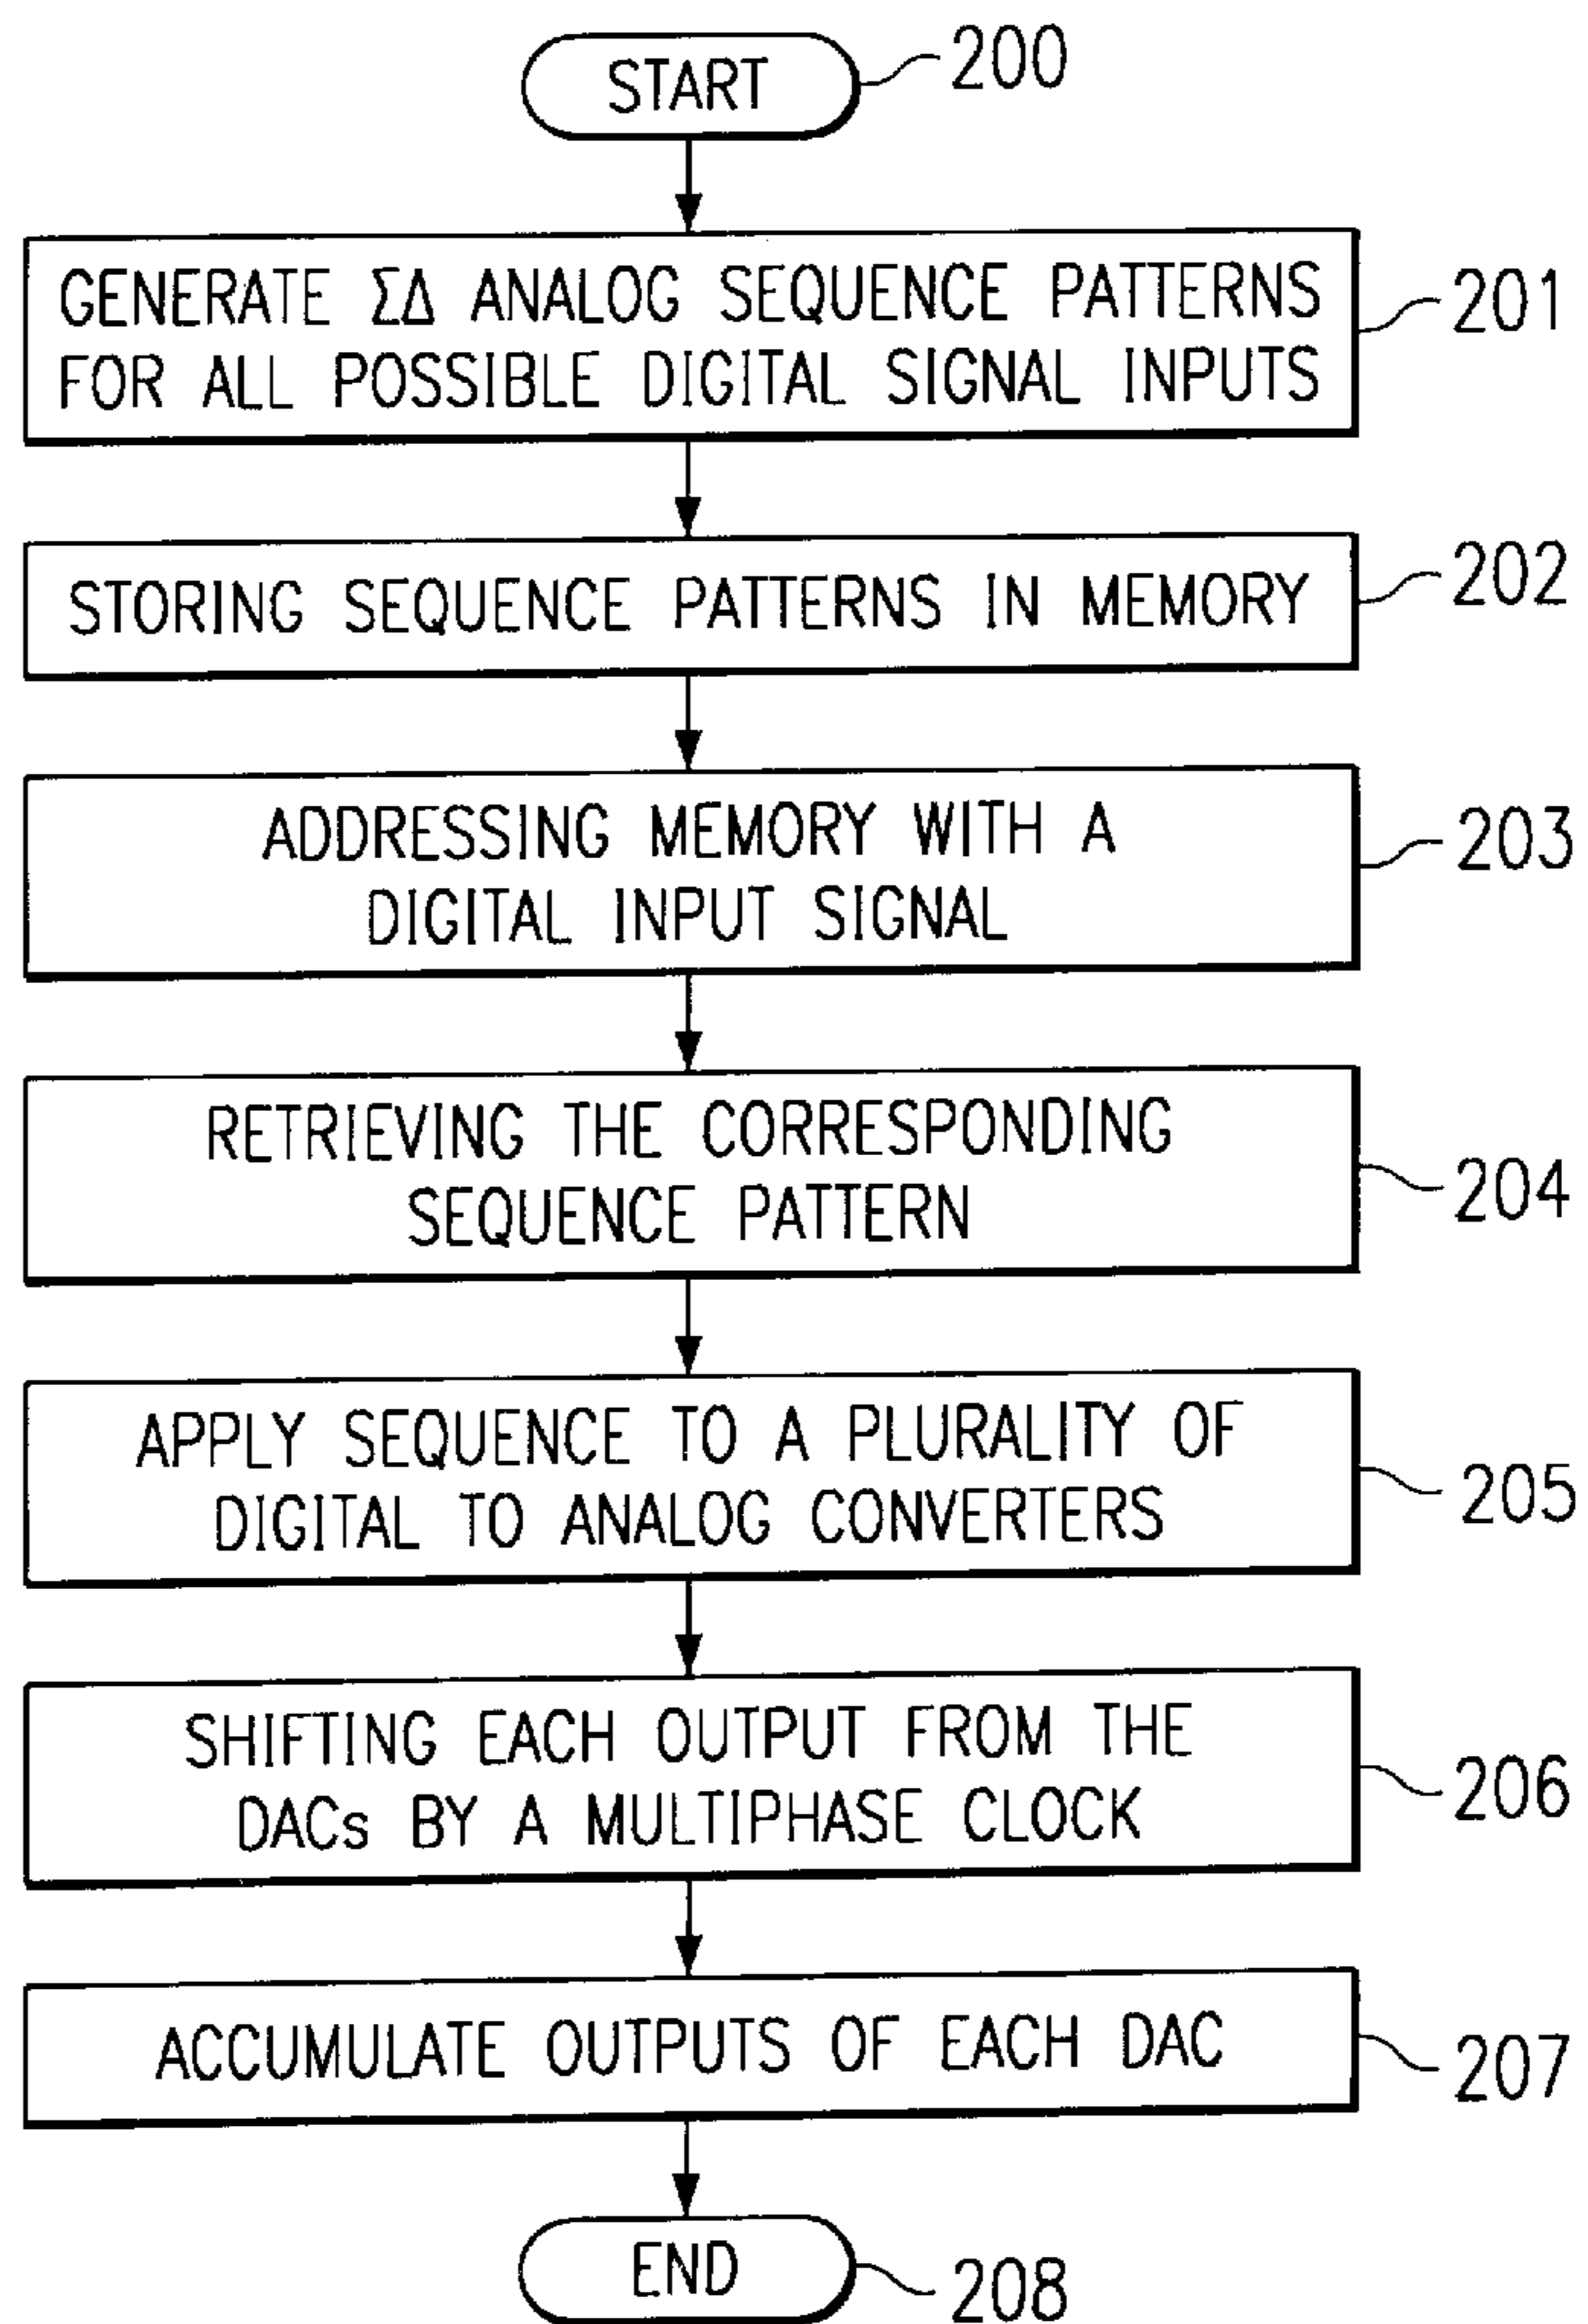 START
200
GENERATE ΣΔ ANALOG SEQUENCE PATTERNS
FOR ALL POSSIBLE DIGITAL SIGNAL INPUTS
201
STORING SEQUENCE PATTERNS IN MEMORY
202
ADDRESSING MEMORY WITH A
DIGITAL INPUT SIGNAL
203
RETRIEVING THE CORRESPONDING
SEQUENCE PATTERN
204
APPLY SEQUENCE TO A PLURALITY OF
DIGITAL TO ANALOG CONVERTERS
205
SHIFTING EACH OUTPUT FROM THE
DACs BY A MULTIPHASE CLOCK
206
ACCUMULATE OUTPUTS OF EACH DAC
207
END
208